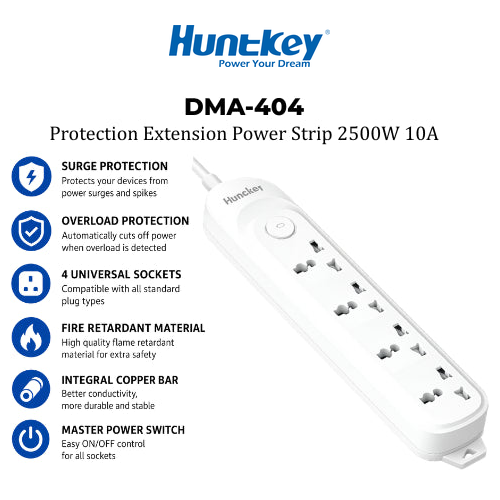 Huntkey®
Power Your Dream
DMA-404
Protection Extension Power Strip 2500W 10A
SURGE PROTECTION
Protects your devices from
power surges and spikes
OVERLOAD PROTECTION
Automatically cuts off power
when overload is detected
4 UNIVERSAL SOCKETS
Compatible with all standard
plug types
FIRE RETARDANT MATERIAL
High quality flame retardant
material for extra safety
INTEGRAL COPPER BAR
Better conductivity,
more durable and stable
MASTER POWER SWITCH
Easy ON/OFF control
for all sockets
Huntkey